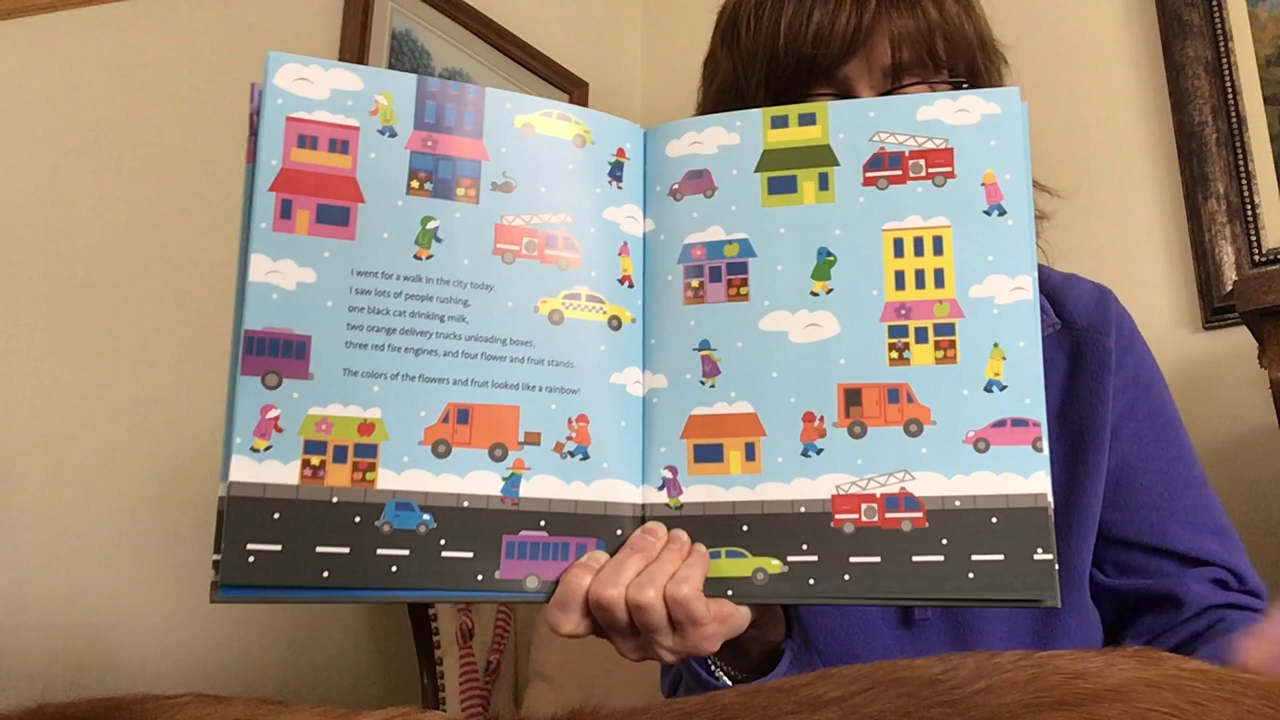 I went for a walk in the city today.
I saw lots of people rushing,
one black cat drinking milk,
two orange delivery trucks unloading boxes,
three red fire engines, and four flower and fruit stands.
The colors of the flowers and fruit looked like a rainbow!